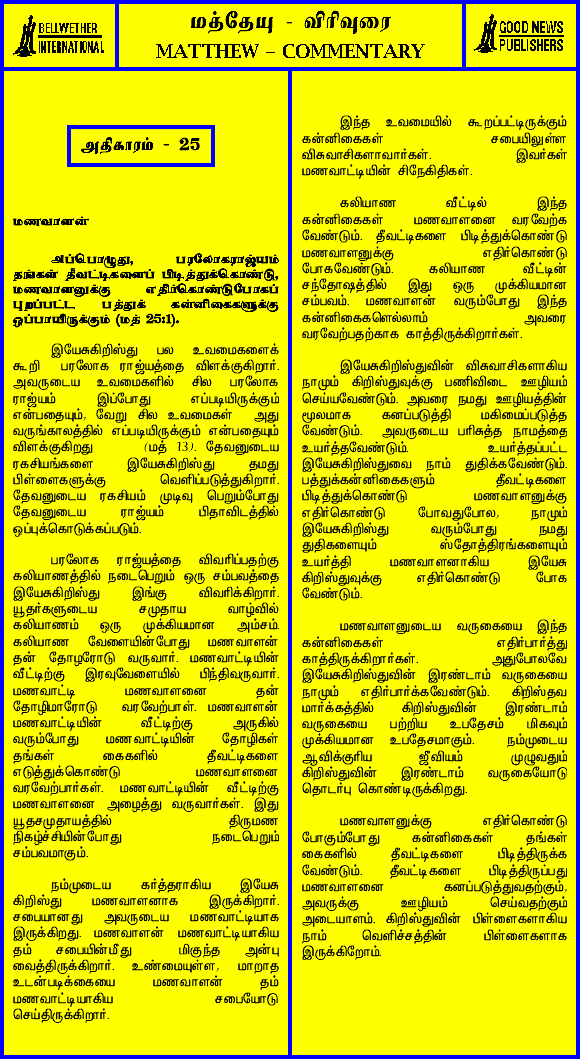 BELLWETHER
INTERNATIONAL
மத்தேயு - விரிவுரை
MATTHEW – COMMENTARY
GOOD NEWS
PUBLISHERS
அதிகாரம் - 25
மணவாளன்
அப்பொழுது, பரலோகராஜ்யம்
தங்கள் தீவட்டிகளைப் பிடித்துக்கொண்டு,
மணவாளனுக்கு எதிர்கொண்டுபோகப்
புறப்பட்ட பத்துக் கன்னிகைகளுக்கு
ஒப்பாயிருக்கும் (மத் 25:1).
இயேசுகிறிஸ்து பல உவமைகளைக்
கூறி பரலோக ராஜ்யத்தை விளக்குகிறார்.
அவருடைய உவமைகளில் சில பரலோக
ராஜ்யம் இப்போது எப்படியிருக்கும்
என்பதையும், வேறு சில உவமைகள் அது
வருங்காலத்தில் எப்படியிருக்கும் என்பதையும்
விளக்குகிறது (மத் 13). தேவனுடைய
ரகசியங்களை இயேசுகிறிஸ்து தமது
பிள்ளைகளுக்கு வெளிப்படுத்துகிறார்.
தேவனுடைய ரகசியம் முடிவு பெறும்போது
தேவனுடைய ராஜ்யம் பிதாவிடத்தில்
ஒப்புக்கொடுக்கப்படும்.
பரலோக ராஜ்யத்தை விவரிப்பதற்கு
கலியாணத்தில் நடைபெறும் ஒரு சம்பவத்தை
இயேசுகிறிஸ்து இங்கு விவரிக்கிறார்.
யூதர்களுடைய சமுதாய வாழ்வில்
கலியாணம் ஒரு முக்கியமான அம்சம்.
கலியாண வேளையின்போது மணவாளன்
தன் தோழரோடு வருவார். மணவாட்டியின்
வீட்டிற்கு இரவுவேளையில் பிந்திவருவார்.
மணவாட்டி மணவாளனை தன்
தோழிமாரோடு வரவேற்பாள். மணவாளன்
மணவாட்டியின் வீட்டிற்கு அருகில்
வரும்போது மணவாட்டியின் தோழிகள்
தங்கள் கைகளில் தீவட்டிகளை
எடுத்துக்கொண்டு மணவாளனை
வரவேற்பார்கள். மணவாட்டியின் வீட்டிற்கு
மணவாளனை அழைத்து வருவார்கள். இது
யூதசமுதாயத்தில் திருமண
நிகழ்ச்சியின்போது நடைபெறும்
சம்பவமாகும்.
நம்முடைய கர்த்தராகிய இயேசு
கிறிஸ்து மணவாளனாக இருக்கிறார்.
சபையானது அவருடைய மணவாட்டியாக
இருக்கிறது. மணவாளன் மணவாட்டியாகிய
தம் சபையின்மீது மிகுந்த அன்பு
வைத்திருக்கிறார். உண்மையுள்ள, மாறாத
உடன்படிக்கையை மணவாளன் தம்
மணவாட்டியாகிய சபையோடு
செய்திருக்கிறார்.
இந்த உவமையில் கூறப்பட்டிருக்கும்
கன்னிகைகள் சபையிலுள்ள
விசுவாசிகளாவார்கள். இவர்கள்
மணவாட்டியின் சிநேகிதிகள்.
கலியாண வீட்டில் இந்த
கன்னிகைகள் மணவாளனை வரவேற்க
வேண்டும். தீவட்டிகளை பிடித்துக்கொண்டு
மணவாளனுக்கு எதிர்கொண்டு
போகவேண்டும். கலியாண வீட்டின்
சந்தோஷத்தில் இது ஒரு முக்கியமான
சம்பவம். மணவாளன் வரும்போது இந்த
கன்னிகைகளெல்லாம் அவரை
வரவேற்பதற்காக காத்திருக்கிறார்கள்.
இயேசுகிறிஸ்துவின் விசுவாசிகளாகிய
நாமும் கிறிஸ்துவுக்கு பணிவிடை ஊழியம்
செய்யவேண்டும். அவரை நமது ஊழியத்தின்
மூலமாக கனப்படுத்தி மகிமைப்படுத்த
வேண்டும். அவருடைய பரிசுத்த நாமத்தை
உயர்த்தவேண்டும். உயர்த்தப்பட்ட
இயேசுகிறிஸ்துவை நாம் துதிக்கவேண்டும்.
பத்துக்கன்னிகைகளும் தீவட்டிகளை
பிடித்துக்கொண்டு மணவாளனுக்கு
எதிர்கொண்டு போவதுபோல, நாமும்
இயேசுகிறிஸ்து வரும்போது நமது
துதிகளையும் ஸ்தோத்திரங்களையும்
உயர்த்தி மணவாளனாகிய இயேசு
கிறிஸ்துவுக்கு எதிர்கொண்டு போக
வேண்டும்.
மணவாளனுடைய வருகையை இந்த
கன்னிகைகள் எதிர்பார்த்து
காத்திருக்கிறார்கள். அதுபோலவே
இயேசுகிறிஸ்துவின் இரண்டாம் வருகையை
நாமும் எதிர்பார்க்கவேண்டும். கிறிஸ்தவ
மார்க்கத்தில் கிறிஸ்துவின் இரண்டாம்
வருகையை பற்றிய உபதேசம் மிகவும்
முக்கியமான உபதேசமாகும். நம்முடைய
ஆவிக்குரிய ஜீவியம் முழுவதும்
கிறிஸ்துவின் இரண்டாம் வருகையோடு
தொடர்பு கொண்டிருக்கிறது.
மணவாளனுக்கு எதிர்கொண்டு
போகும்போது கன்னிகைகள் தங்கள்
கைகளில் தீவட்டிகளை பிடித்திருக்க
வேண்டும். தீவட்டிகளை பிடித்திருப்பது
மணவாளனை கனப்படுத்துவதற்கும்,
அவருக்கு ஊழியம் செய்வதற்கும்
அடையாளம். கிறிஸ்துவின் பிள்ளைகளாகிய
நாம் வெளிச்சத்தின் பிள்ளைகளாக
இருக்கிறோம்.